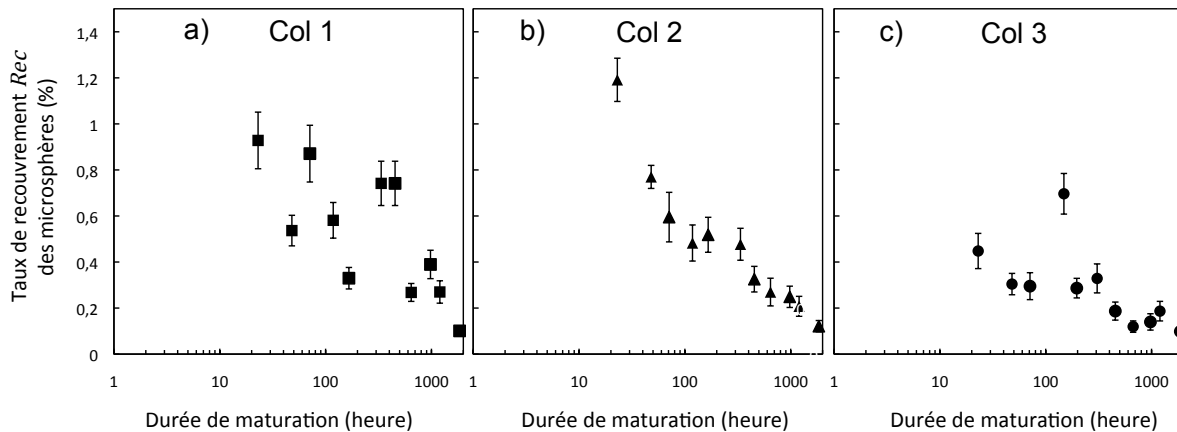 a) Col 1
b) Col 2
c) Col 3
Taux de recouvrement Rec
des microsphères (%)
1,4
1,2
1
0,8
0,6
0,4
0,2
0
1 10 100 1000
1 10 100 1000
1 10 100 1000
Durée de maturation (heure)
Durée de maturation (heure)
Durée de maturation (heure)